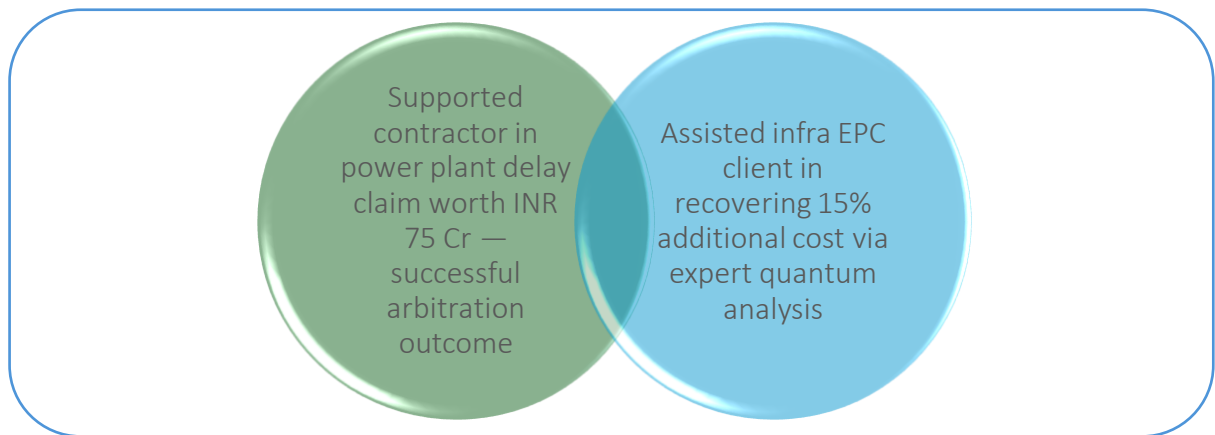 Supported
contractor in
power plant delay
claim worth INR
75 Cr —
successful
arbitration
outcome
Assisted infra EPC
client in
recovering 15%
additional cost via
expert quantum
analysis